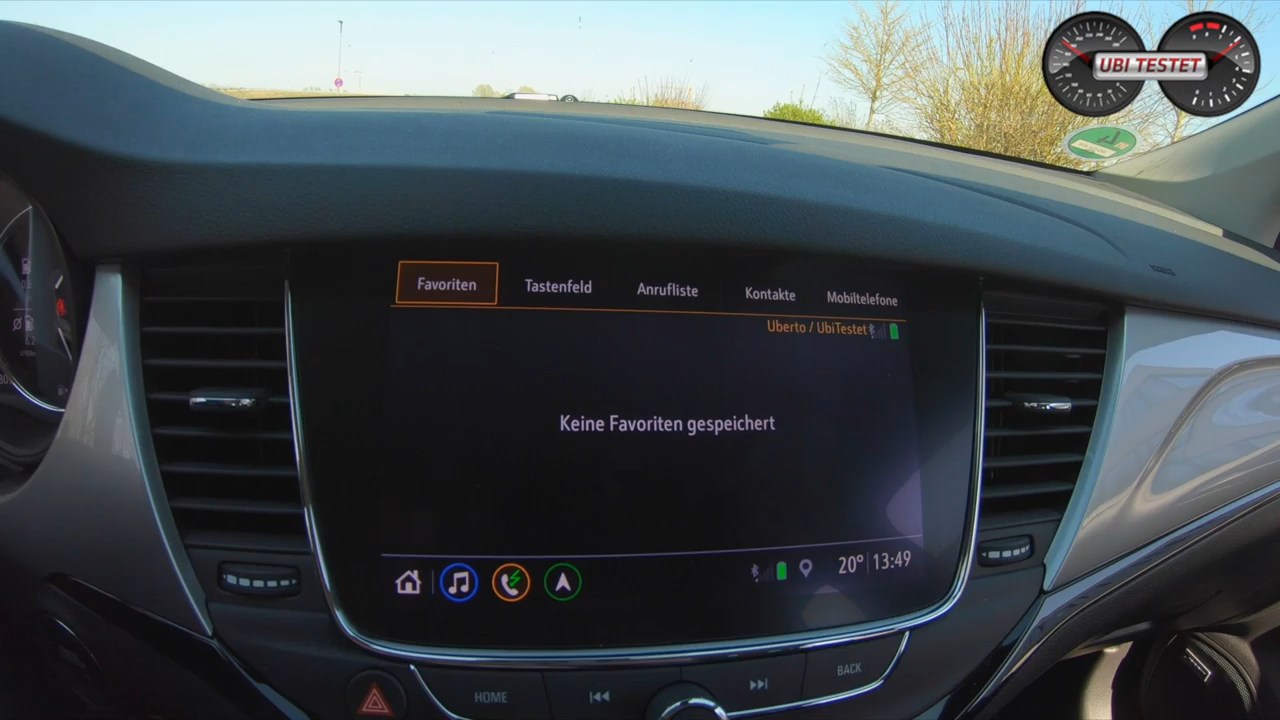 UBI TESTET
Favoriten
Tastenfeld
Anrufliste
Kontakte
Mobiltelefone
Uberto / UbiTestet
Keine Favoriten gespeichert
20° 13:49
HOME
BACK